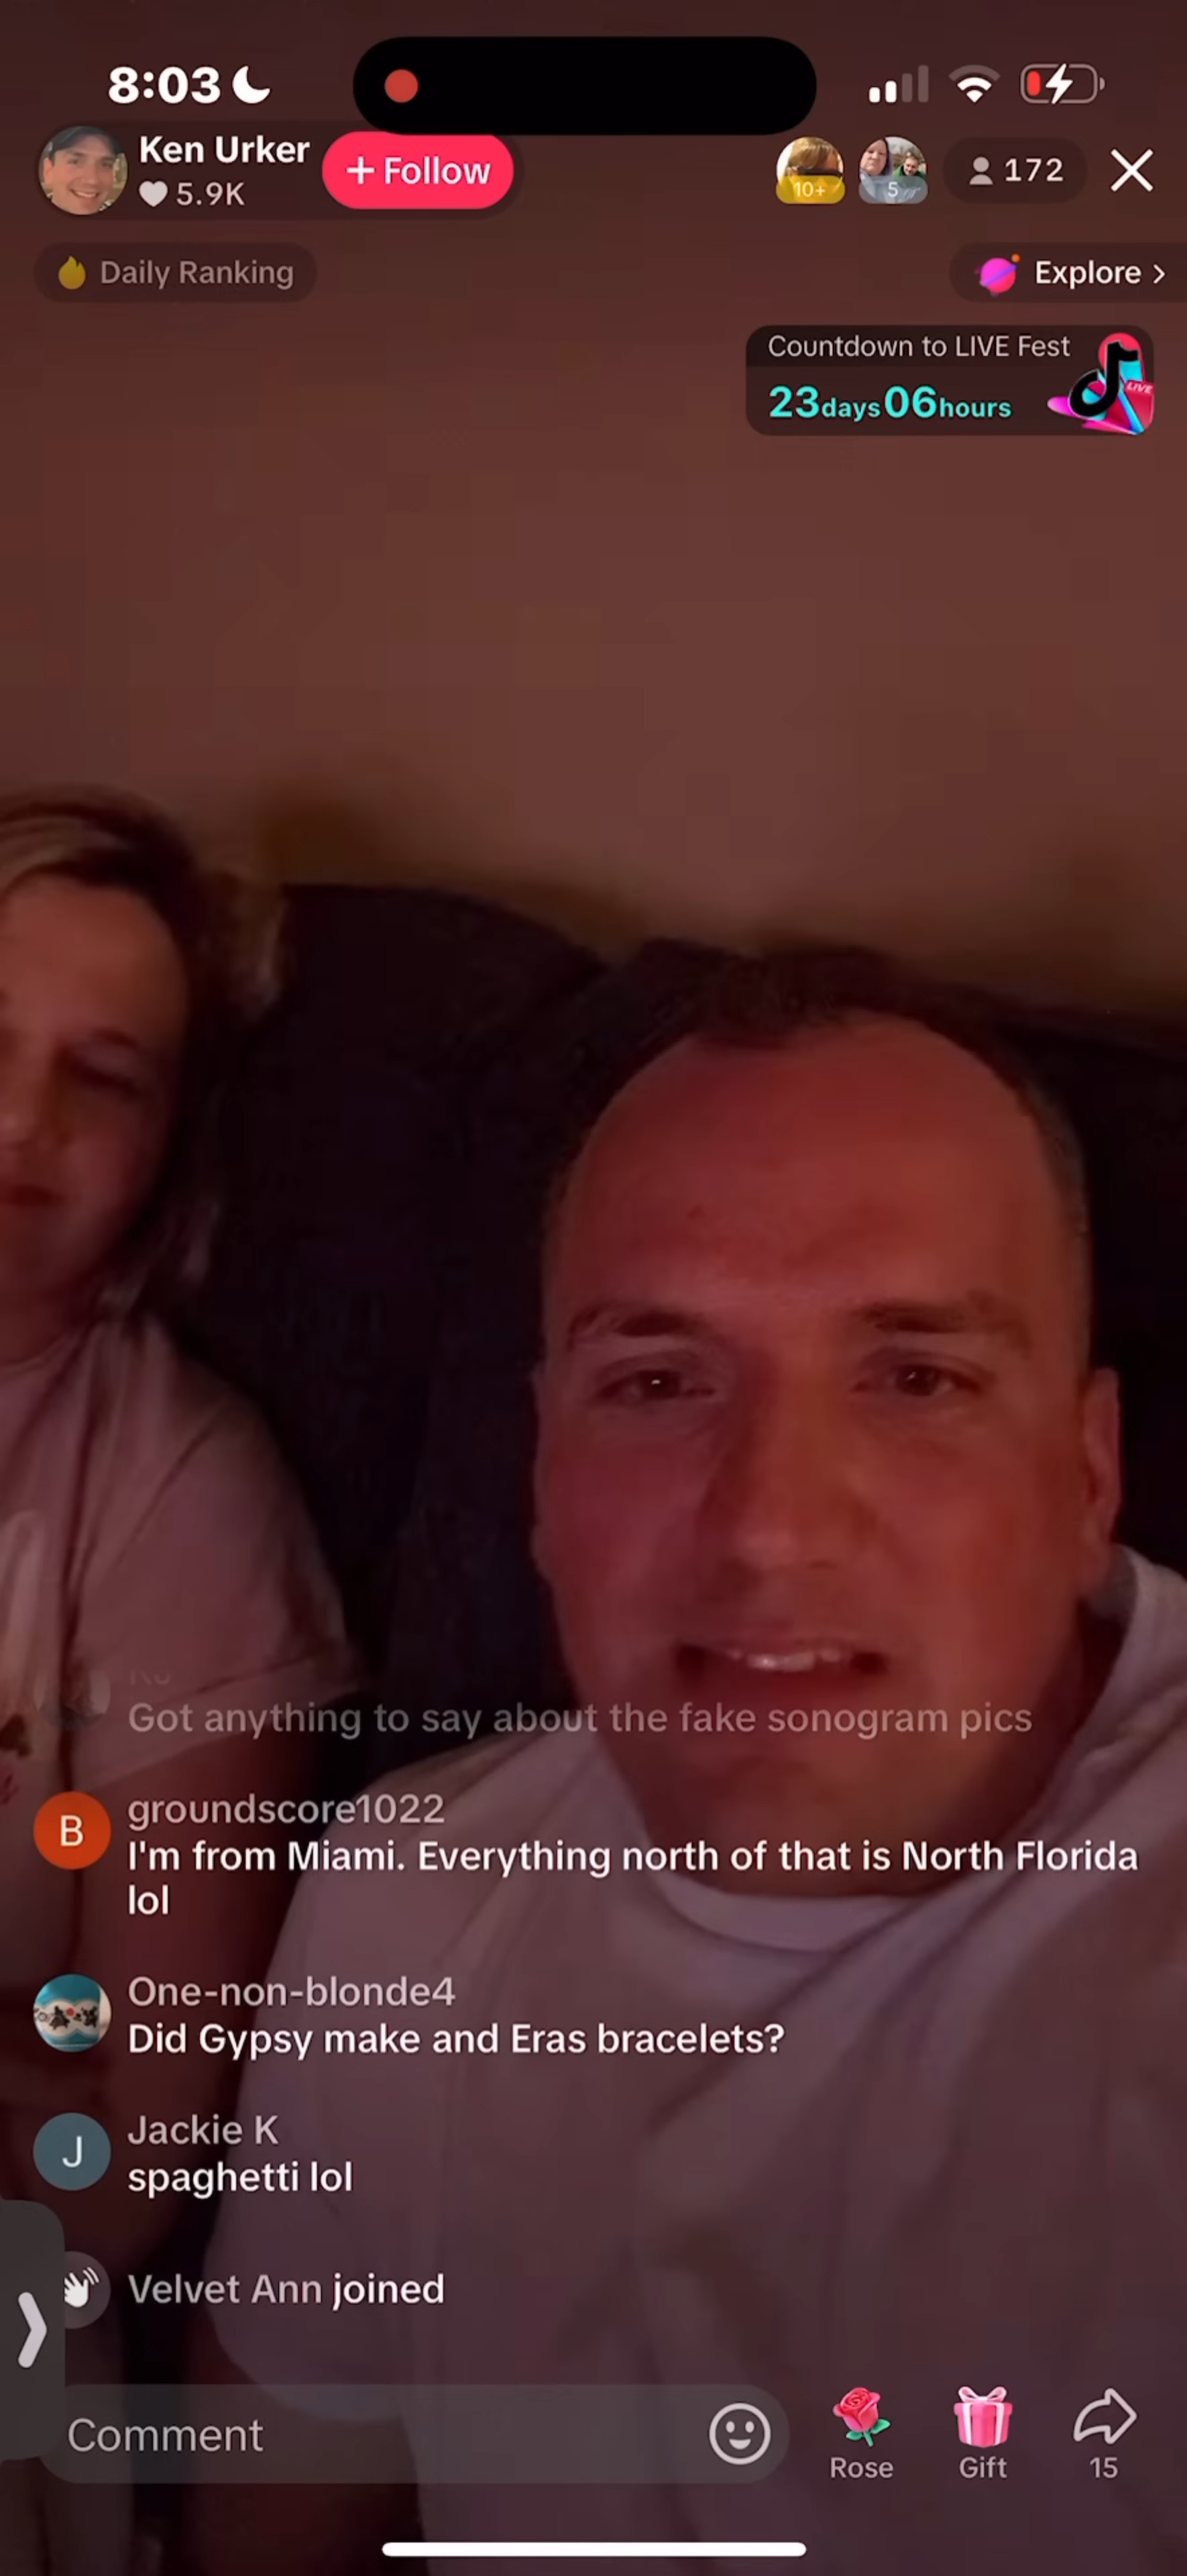 8:03
Ken Urker
5.9K
+ Follow
10+
5
172
Daily Ranking
Explore >
Countdown to LIVE Fest
23days06hours
LIVE
Got anything to say about the fake sonogram pics
B
groundscore1022
I'm from Miami. Everything north of that is North Florida
lol
One-non-blonde4
Did Gypsy make and Eras bracelets?
J
Jackie K
spaghetti lol
Velvet Ann joined
Comment
Rose
Gift
15